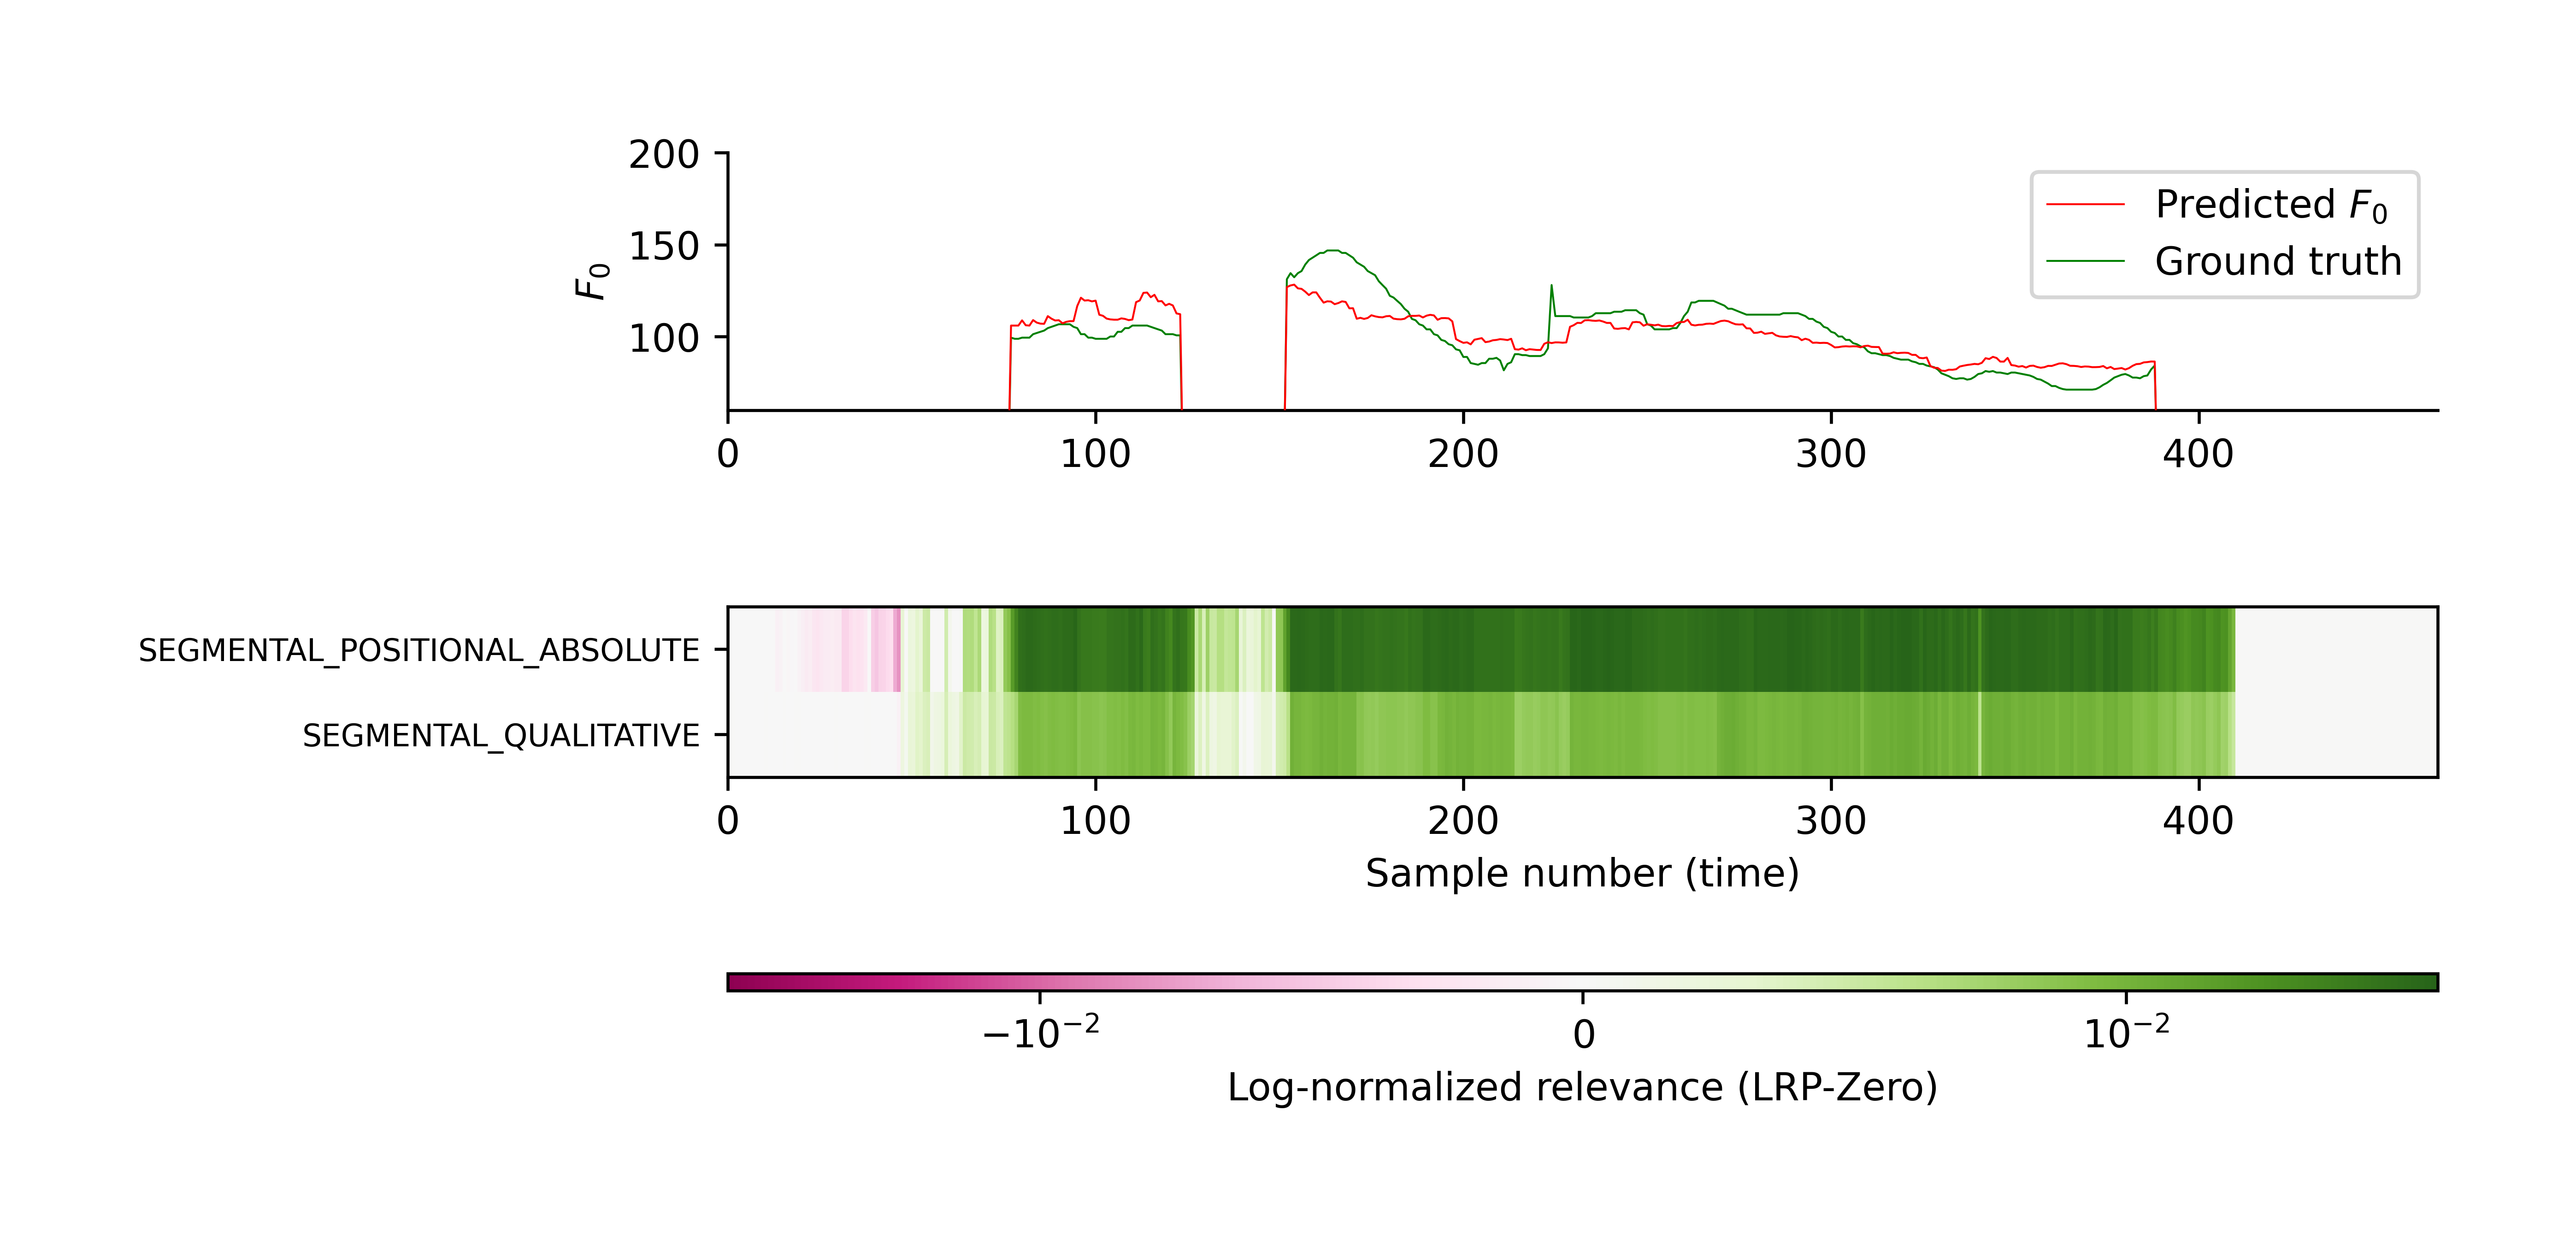 200
150
100
F₀
Predicted F₀
Ground truth
0 100 200 300 400
SEGMENTAL_POSITIONAL_ABSOLUTE
SEGMENTAL_QUALITATIVE
0 100 200 300 400
Sample number (time)
−10⁻² 0 10⁻²
Log-normalized relevance (LRP-Zero)